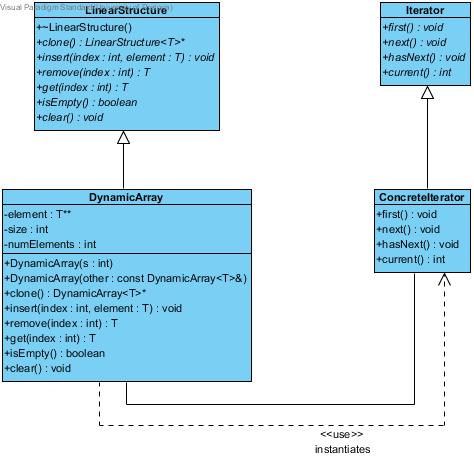 Visual Paradigm Standard
LinearStructure
+~LinearStructure()
+clone() : LinearStructure<T>*
+insert(index : int, element : T) : void
+remove(index : int) : T
+get(index : int) : T
+isEmpty() : boolean
+clear() : void
Iterator
+first() : void
+next() : void
+hasNext() : void
+current() : int
DynamicArray
-element : T**
-size : int
-numElements : int
+DynamicArray(s : int)
+DynamicArray(other : const DynamicArray<T>&)
+clone() : DynamicArray<T>*
+insert(index : int, element : T) : void
+remove(index : int) : T
+get(index : int) : T
+isEmpty() : boolean
+clear() : void
ConcreteIterator
+first() : void
+next() : void
+hasNext() : void
+current() : int
<<use>>
instantiates